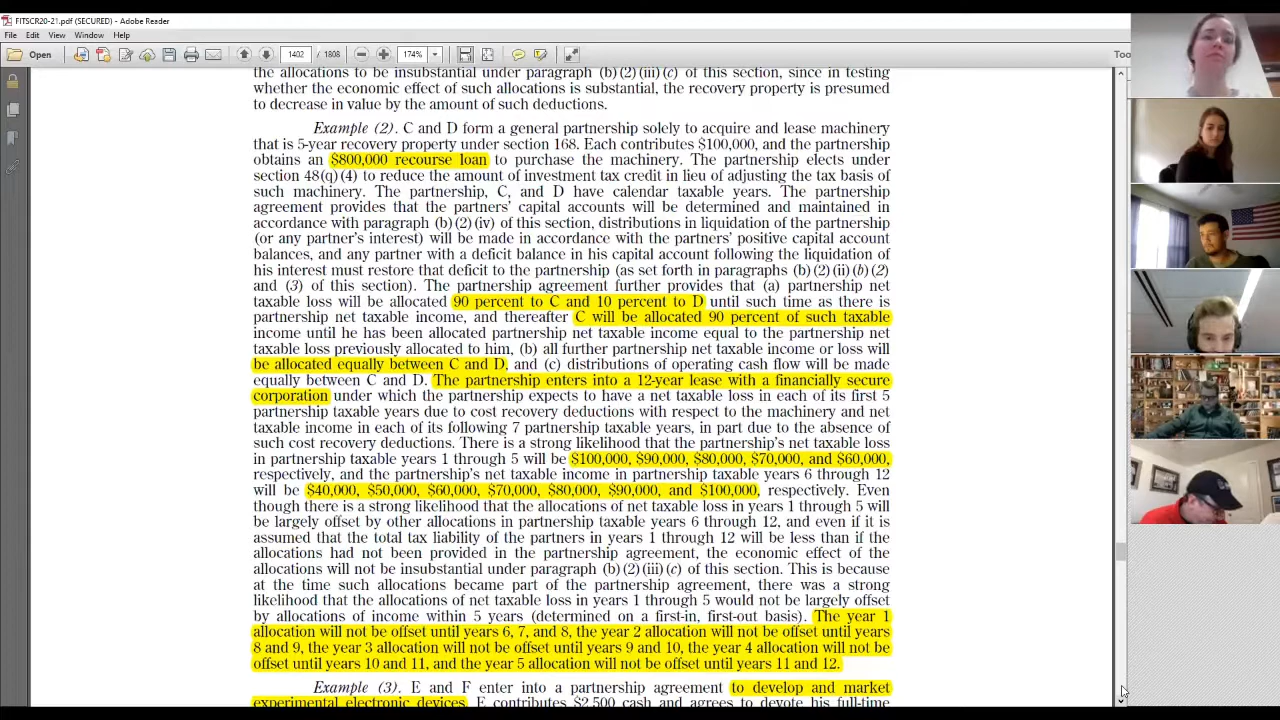 FITSCR20-21.pdf (SECURED) - Adobe Reader
File Edit View Window Help
Open 1402 / 1808 174% Too
the allocations to be insubstantial under paragraph (b)(2)(iii)(c) of this section, since in testing
whether the economic effect of such allocations is substantial, the recovery property is presumed
to decrease in value by the amount of such deductions.
Example (2). C and D form a general partnership solely to acquire and lease machinery
that is 5-year recovery property under section 168. Each contributes $100,000, and the partnership
obtains an $800,000 recourse loan to purchase the machinery. The partnership elects under
section 48(q)(4) to reduce the amount of investment tax credit in lieu of adjusting the tax basis of
such machinery. The partnership, C, and D have calendar taxable years. The partnership
agreement provides that the partners' capital accounts will be determined and maintained in
accordance with paragraph (b)(2)(iv) of this section, distributions in liquidation of the partnership
(or any partner's interest) will be made in accordance with the partners' positive capital account
balances, and any partner with a deficit balance in his capital account following the liquidation of
his interest must restore that deficit to the partnership (as set forth in paragraphs (b)(2)(ii)(b)(2)
and (3) of this section). The partnership agreement further provides that (a) partnership net
taxable loss will be allocated 90 percent to C and 10 percent to D until such time as there is
partnership net taxable income, and thereafter C will be allocated 90 percent of such taxable
income until he has been allocated partnership net taxable income equal to the partnership net
taxable loss previously allocated to him, (b) all further partnership net taxable income or loss will
be allocated equally between C and D, and (c) distributions of operating cash flow will be made
equally between C and D. The partnership enters into a 12-year lease with a financially secure
corporation under which the partnership expects to have a net taxable loss in each of its first 5
partnership taxable years due to cost recovery deductions with respect to the machinery and net
taxable income in each of its following 7 partnership taxable years, in part due to the absence of
such cost recovery deductions. There is a strong likelihood that the partnership's net taxable loss
in partnership taxable years 1 through 5 will be $100,000, $90,000, $80,000, $70,000, and $60,000,
respectively, and the partnership's net taxable income in partnership taxable years 6 through 12
will be $40,000, $50,000, $60,000, $70,000, $80,000, $90,000, and $100,000, respectively. Even
though there is a strong likelihood that the allocations of net taxable loss in years 1 through 5 will
be largely offset by other allocations in partnership taxable years 6 through 12, and even if it is
assumed that the total tax liability of the partners in years 1 through 12 will be less than if the
allocations had not been provided in the partnership agreement, the economic effect of the
allocations will not be insubstantial under paragraph (b)(2)(iii)(c) of this section. This is because
at the time such allocations became part of the partnership agreement, there was a strong
likelihood that the allocations of net taxable loss in years 1 through 5 would not be largely offset
by allocations of income within 5 years (determined on a first-in, first-out basis). The year 1
allocation will not be offset until years 6, 7, and 8, the year 2 allocation will not be offset until years
8 and 9, the year 3 allocation will not be offset until years 9 and 10, the year 4 allocation will not be
offset until years 10 and 11, and the year 5 allocation will not be offset until years 11 and 12.
Example (3). E and F enter into a partnership agreement to develop and market
experimental electronic devices. E contributes $2,500 cash and agrees to devote his full-time